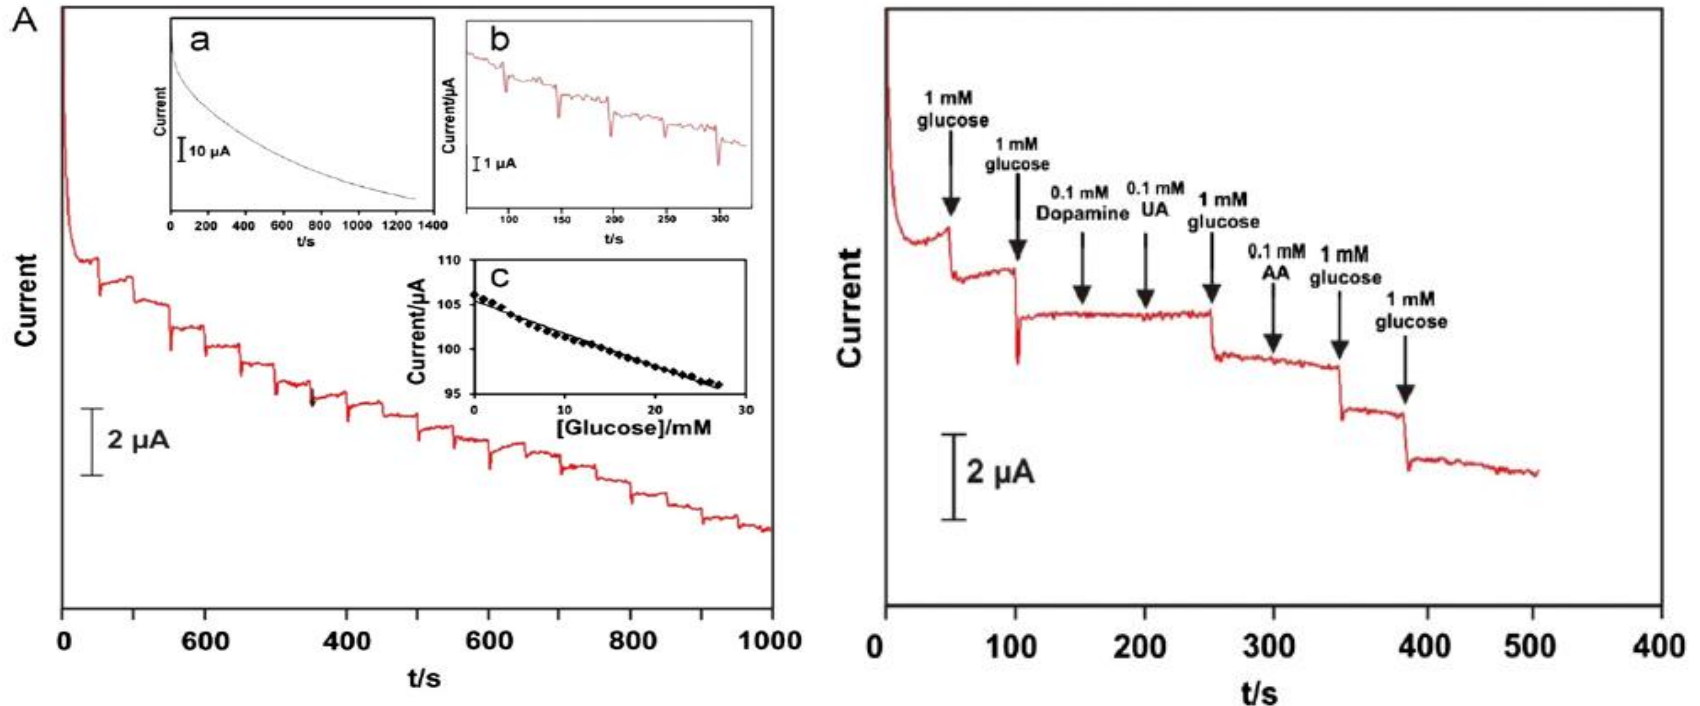 A
a
Current
10 µA
0 200 400 600 800 1000 1200 1400
t/s
b
Current/µA
1 µA
100 150 200 250 300
t/s
c
Current/µA
110
105
100
95
0 10 20 30
[Glucose]/mM
Current
2 µA
0 600 400 600 800 1000
t/s
1 mM
glucose
1 mM
glucose
0.1 mM
Dopamine
0.1 mM
UA
1 mM
glucose
0.1 mM
AA
1 mM
glucose
1 mM
glucose
Current
2 µA
0 100 200 300 400 500 400
t/s